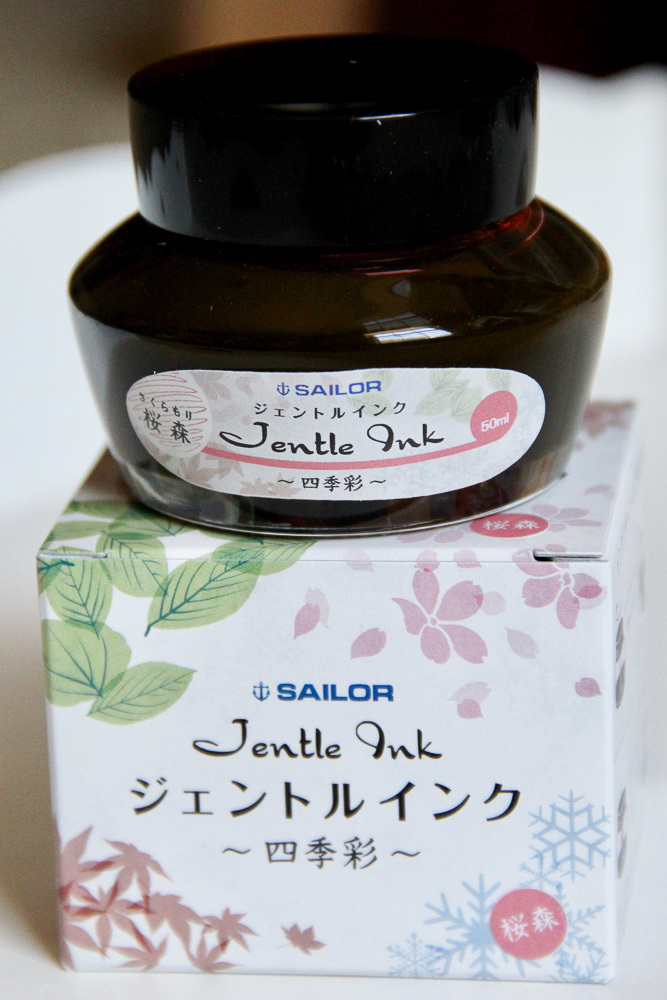 SAILOR
ジェントルインク
Jentle Ink
50ml
さくらもり
桜森
～四季彩～
桜森
SAILOR
Jentle Ink
ジェントルインク
～四季彩～
桜森